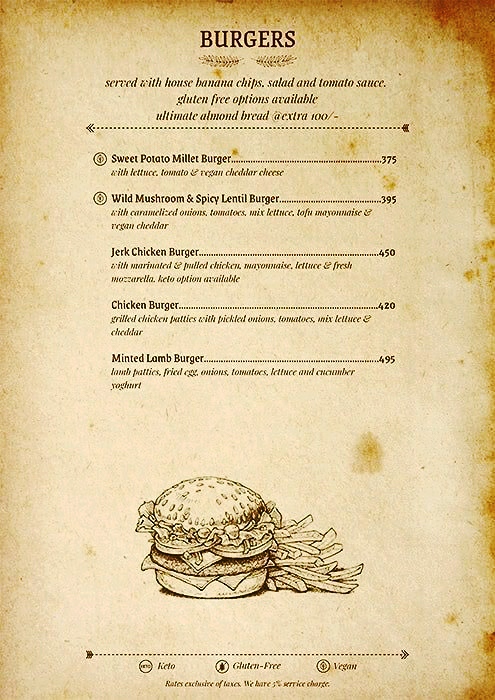 BURGERS
served with house banana chips, salad and tomato sauce.
gluten free options available
ultimate almond bread @extra 100/-
Sweet Potato Millet Burger.......................................................375
with lettuce, tomato & vegan cheddar cheese
Wild Mushroom & Spicy Lentil Burger....................................395
with caramelized onions, tomatoes, mix lettuce, tofu mayonnaise &
vegan cheddar
Jerk Chicken Burger..................................................................450
with marinated & pulled chicken, mayonnaise, lettuce & fresh
mozzarella. keto option available
Chicken Burger.........................................................................420
grilled chicken patties with pickled onions, tomatoes, mix lettuce &
cheddar
Minted Lamb Burger.................................................................495
lamb patties, fried egg, onions, tomatoes, lettuce and cucumber
yoghurt
KETO Keto Gluten-Free Vegan
Rates exclusive of taxes. We have 5% service charge.